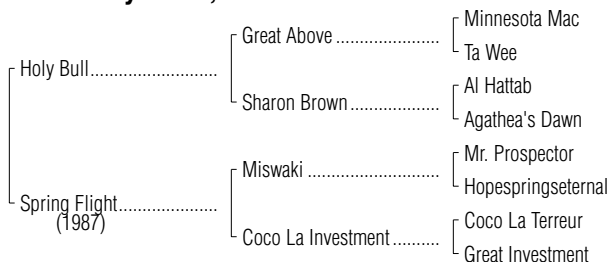 Minnesota Mac
Great Above ....................
Ta Wee
Holy Bull.........................
Al Hattab
Sharon Brown..................
Agathea's Dawn
Mr. Prospector
Miswaki ..........................
Hopespringseternal
Spring Flight...................
(1987)
Coco La Terreur
Coco La Investment..........
Great Investment